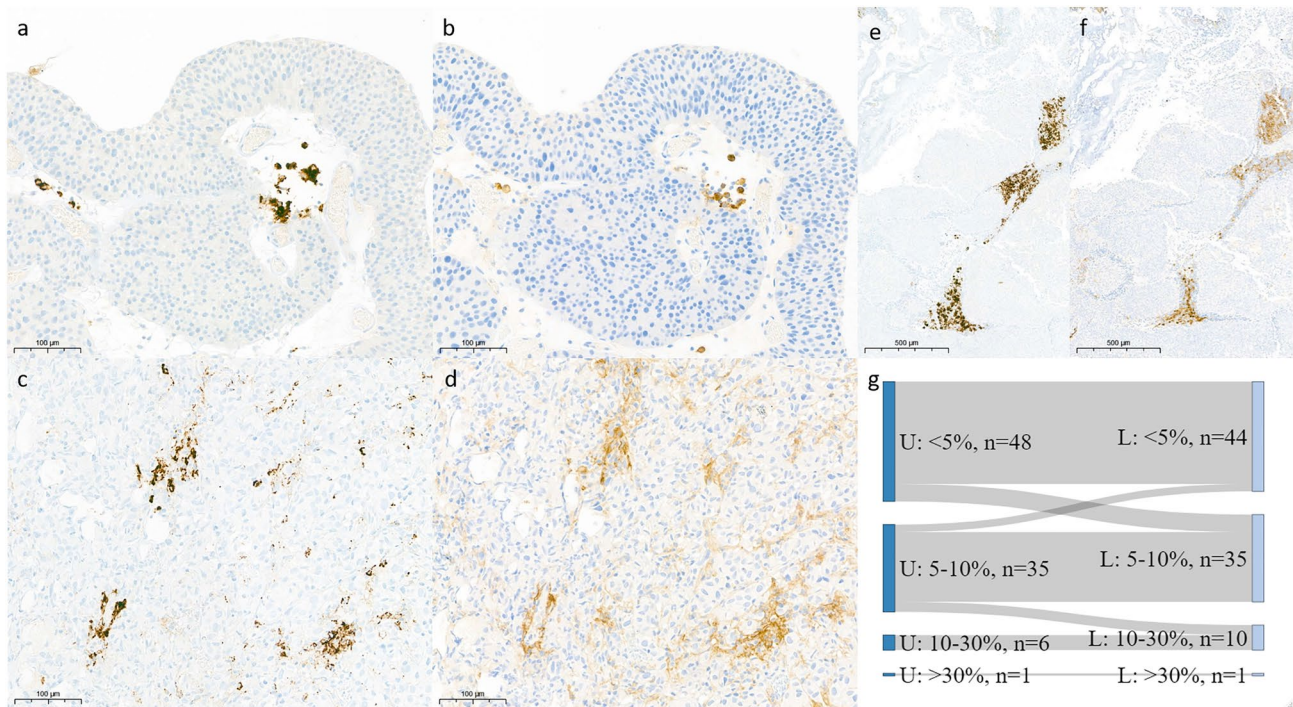 a
b
e
f
100 µm
100 µm
500 µm
500 µm
c
d
g
U: <5%, n=48
L: <5%, n=44
U: 5-10%, n=35
L: 5-10%, n=35
U: 10-30%, n=6
L: 10-30%, n=10
U: >30%, n=1
L: >30%, n=1
100 µm
100 µm